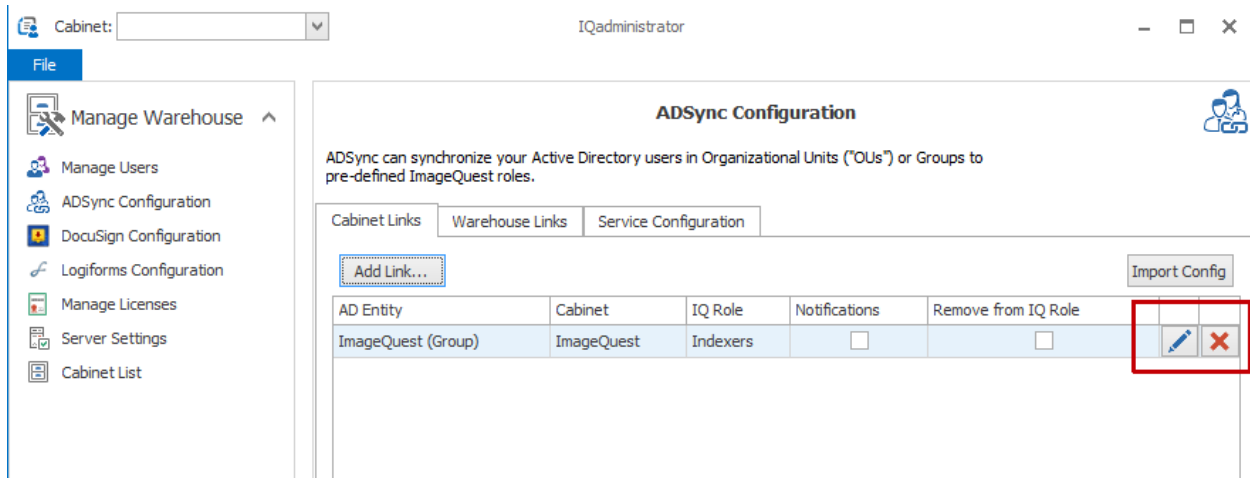 Cabinet:
IQadministrator
File
Manage Warehouse
Manage Users
ADSync Configuration
DocuSign Configuration
Logiforms Configuration
Manage Licenses
Server Settings
Cabinet List
ADSync Configuration
ADSync can synchronize your Active Directory users in Organizational Units ("OUs") or Groups to
pre-defined ImageQuest roles.
Cabinet Links Warehouse Links Service Configuration
Add Link... Import Config
AD Entity Cabinet IQ Role Notifications Remove from IQ Role
ImageQuest (Group) ImageQuest Indexers